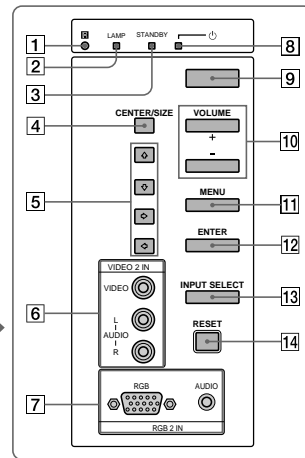 R LAMP STANDBY
1 2 3 8
9
CENTER/SIZE VOLUME
4 + 10
-
5
MENU
11
ENTER
12
VIDEO 2 IN
VIDEO INPUT SELECT
13
6 L
AUDIO RESET
R 14
RGB AUDIO
7
RGB 2 IN